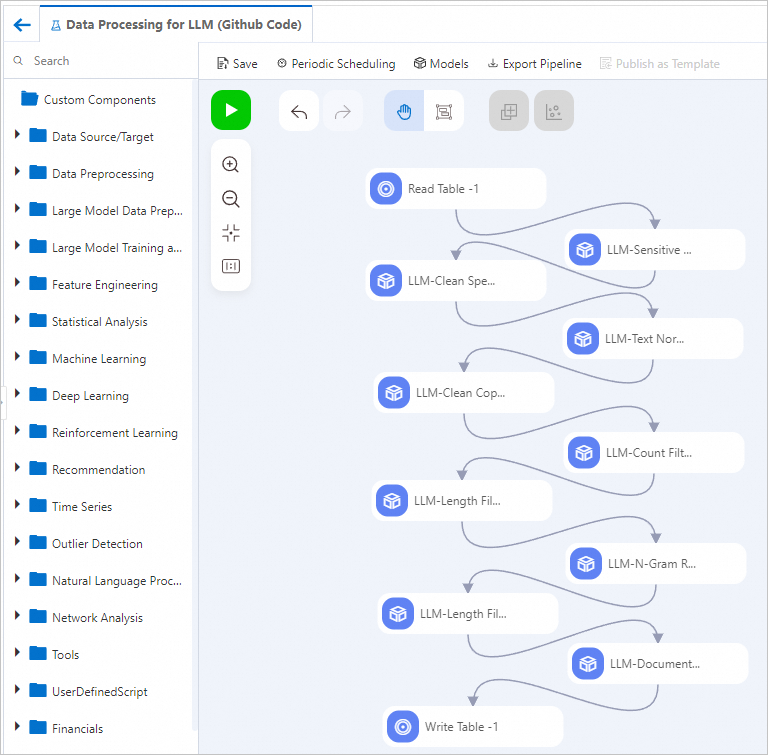 Data Processing for LLM (Github Code)
Search
Save
Periodic Scheduling
Models
Export Pipeline
Publish as Template
Custom Components
Data Source/Target
Data Preprocessing
Large Model Data Prep...
Large Model Training a...
Feature Engineering
Statistical Analysis
Machine Learning
Deep Learning
Reinforcement Learning
Recommendation
Time Series
Outlier Detection
Natural Language Proc...
Network Analysis
Tools
UserDefinedScript
Financials
Read Table -1
LLM-Sensitive ...
LLM-Clean Spe...
LLM-Text Nor...
LLM-Clean Cop...
LLM-Count Filt...
LLM-Length Fil...
LLM-N-Gram R...
LLM-Length Fil...
LLM-Document...
Write Table -1